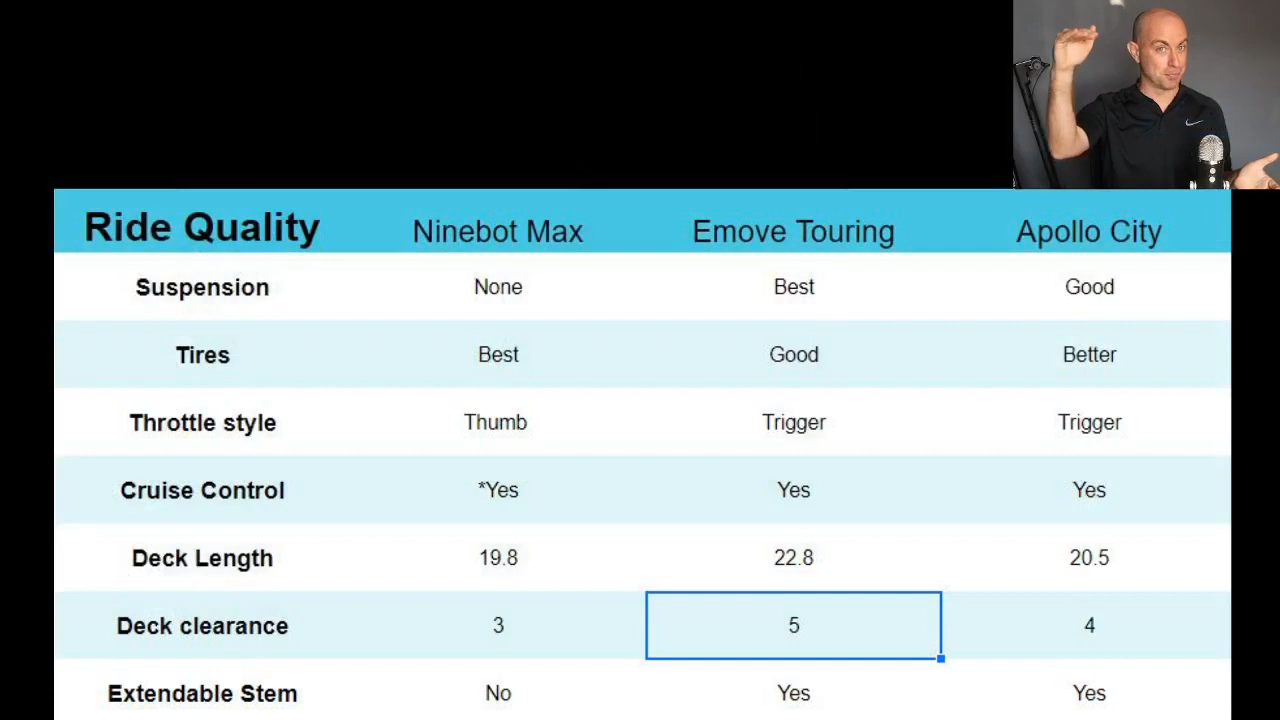 Ride Quality Ninebot Max Emove Touring Apollo City
Suspension None Best Good
Tires Best Good Better
Throttle style Thumb Trigger Trigger
Cruise Control *Yes Yes Yes
Deck Length 19.8 22.8 20.5
Deck clearance 3 5 4
Extendable Stem No Yes Yes